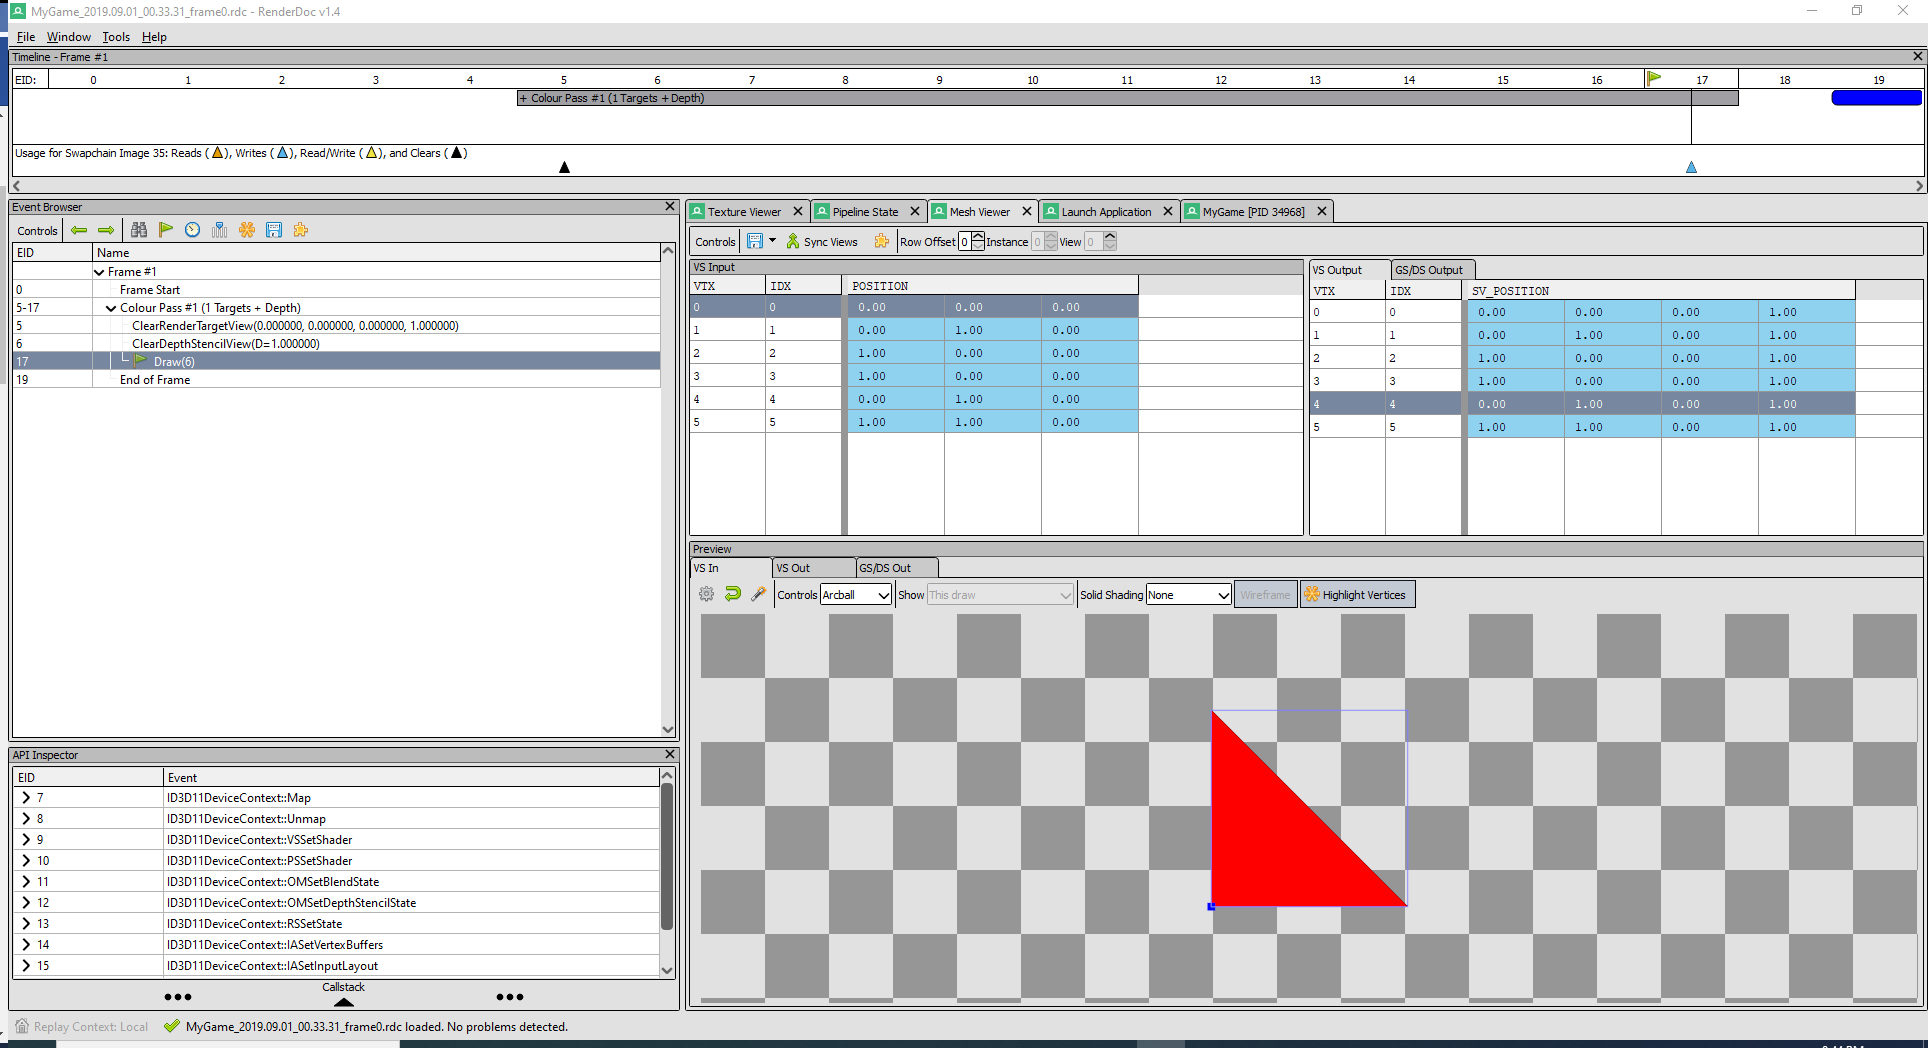 MyGame_2019.09.01_00.33.31_frame0.rdc - RenderDoc v1.4
File Window Tools Help
Timeline - Frame #1
EID: 0 1 2 3 4 5 6 7 8 9 10 11 12 13 14 15 16 17 18 19
+ Colour Pass #1 (1 Targets + Depth)
Usage for Swapchain Image 35: Reads ( ), Writes ( ), Read/Write ( ), and Clears ( )
Event Browser
Controls
EID Name
Frame #1
0 Frame Start
5-17 Colour Pass #1 (1 Targets + Depth)
5 ClearRenderTargetView(0.000000, 0.000000, 0.000000, 1.000000)
6 ClearDepthStencilView(D=1.000000)
17 Draw(6)
19 End of Frame
API Inspector
EID Event
7 ID3D11DeviceContext::Map
8 ID3D11DeviceContext::Unmap
9 ID3D11DeviceContext::VSSetShader
10 ID3D11DeviceContext::PSSetShader
11 ID3D11DeviceContext::OMSetBlendState
12 ID3D11DeviceContext::OMSetDepthStencilState
13 ID3D11DeviceContext::RSSetState
14 ID3D11DeviceContext::IASetVertexBuffers
15 ID3D11DeviceContext::IASetInputLayout
Callstack
Texture Viewer Pipeline State Mesh Viewer Launch Application MyGame [PID 34968]
Controls Sync Views Row Offset 0 Instance 0 View 0
VS Input
VTX IDX POSITION
0 0 0.00 0.00 0.00
1 1 0.00 1.00 0.00
2 2 1.00 0.00 0.00
3 3 1.00 0.00 0.00
4 4 0.00 1.00 0.00
5 5 1.00 1.00 0.00
VS Output GS/DS Output
VTX IDX SV_POSITION
0 0 0.00 0.00 0.00 1.00
1 1 0.00 1.00 0.00 1.00
2 2 1.00 0.00 0.00 1.00
3 3 1.00 0.00 0.00 1.00
4 4 0.00 1.00 0.00 1.00
5 5 1.00 1.00 0.00 1.00
Preview
VS In VS Out GS/DS Out
Controls Arcball Show This draw Solid Shading None Wireframe Highlight Vertices
Replay Context: Local MyGame_2019.09.01_00.33.31_frame0.rdc loaded. No problems detected.